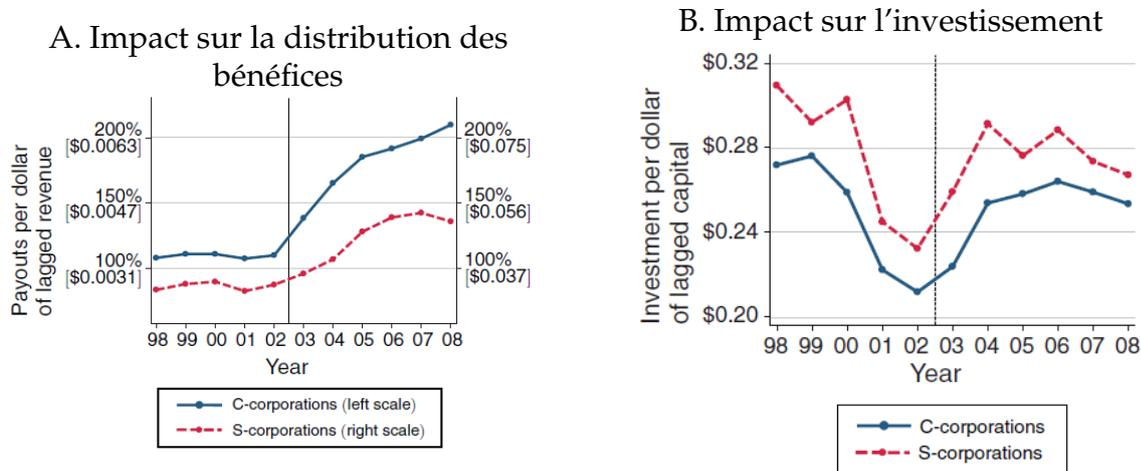 A. Impact sur la distribution des
bénéfices
Payouts per dollar
of lagged revenue
200%
[$0.0063]
150%
[$0.0047]
100%
[$0.0031]
200%
[$0.075]
150%
[$0.056]
100%
[$0.037]
98 99 00 01 02 03 04 05 06 07 08
Year
C-corporations (left scale)
S-corporations (right scale)
B. Impact sur l’investissement
Investment per dollar
of lagged capital
$0.32
$0.28
$0.24
$0.20
98 99 00 01 02 03 04 05 06 07 08
Year
C-corporations
S-corporations